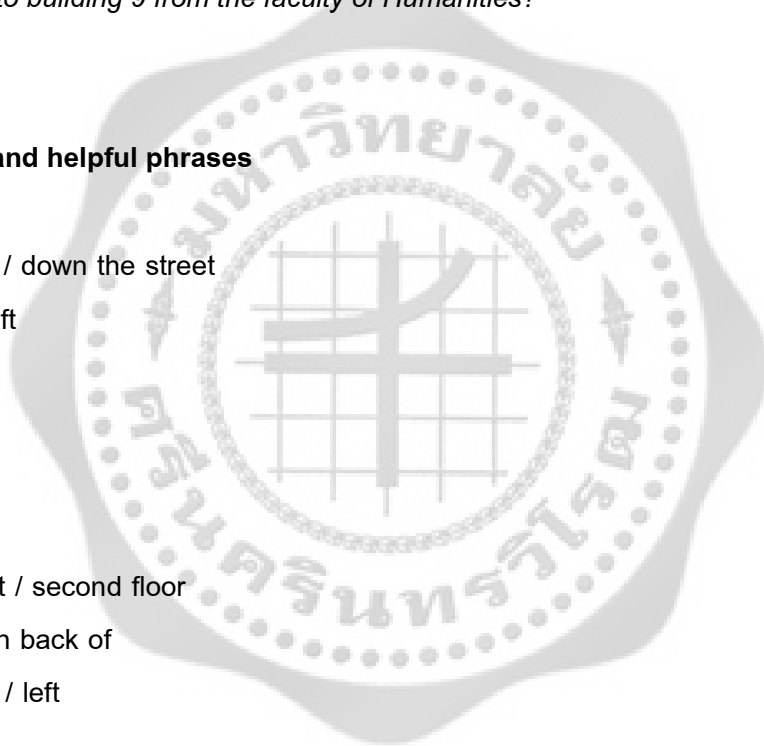 to building 9 from the faculty of Humanities?
and helpful phrases
/ down the street
ft
t / second floor
n back of
/ left
มหาวิทยาลัย
ศรีนครินทรวิโรฒ